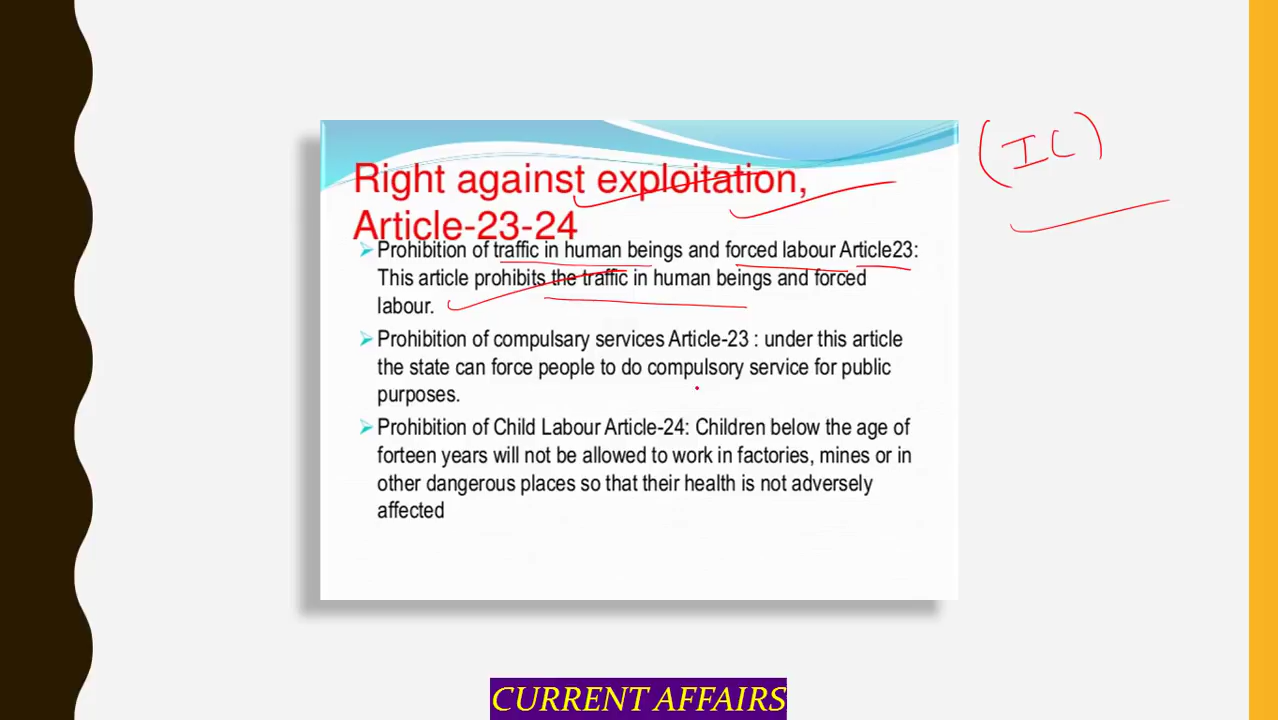 Right against exploitation,
Article-23-24
Prohibition of traffic in human beings and forced labour Article23:
This article prohibits the traffic in human beings and forced
labour.
Prohibition of compulsary services Article-23 : under this article
the state can force people to do compulsory service for public
purposes.
Prohibition of Child Labour Article-24: Children below the age of
forteen years will not be allowed to work in factories, mines or in
other dangerous places so that their health is not adversely
affected
(IC)
CURRENT AFFAIRS